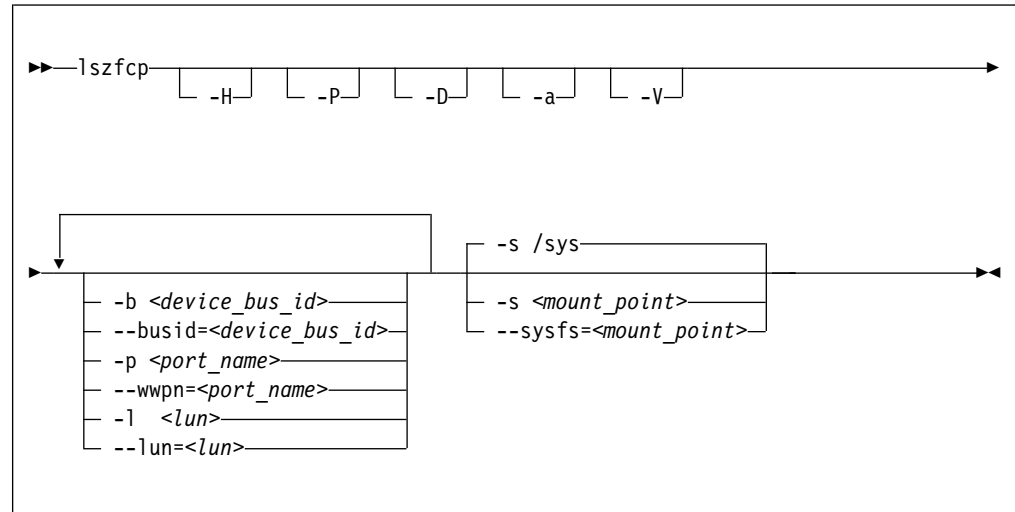 lszfcp
-H -P -D -a -V
-s /sys
-b <device_bus_id> -s <mount_point>
--busid=<device_bus_id> --sysfs=<mount_point>
-p <port_name>
--wwpn=<port_name>
-l <lun>
--lun=<lun>